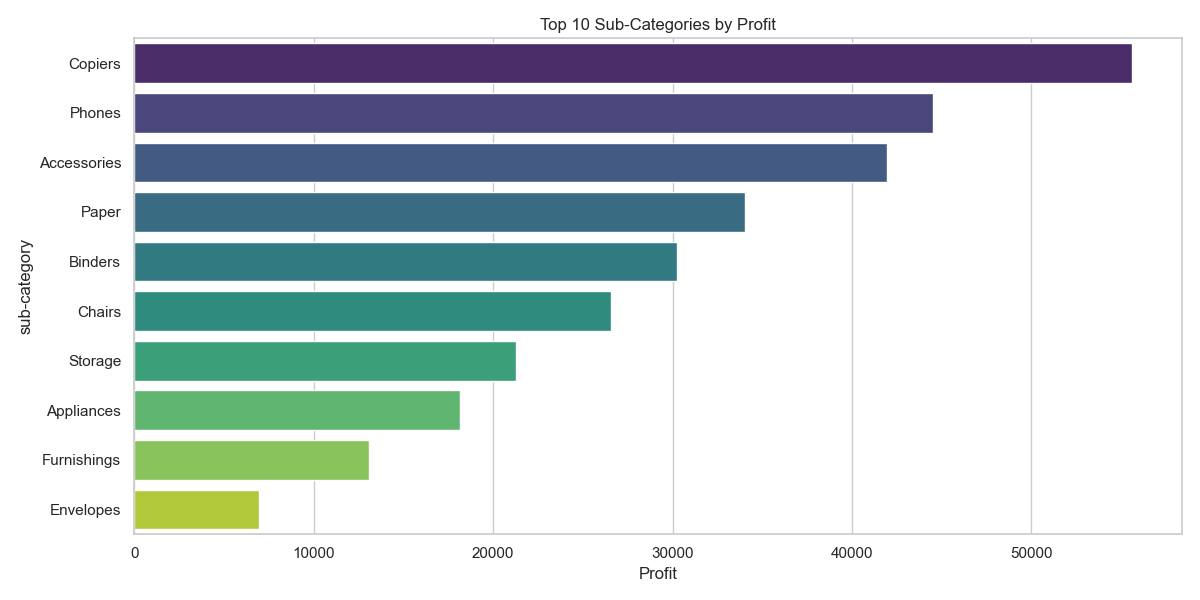 Top 10 Sub-Categories by Profit
Copiers
Phones
Accessories
Paper
Binders
Chairs
Storage
Appliances
Furnishings
Envelopes
sub-category
0 10000 20000 30000 40000 50000
Profit